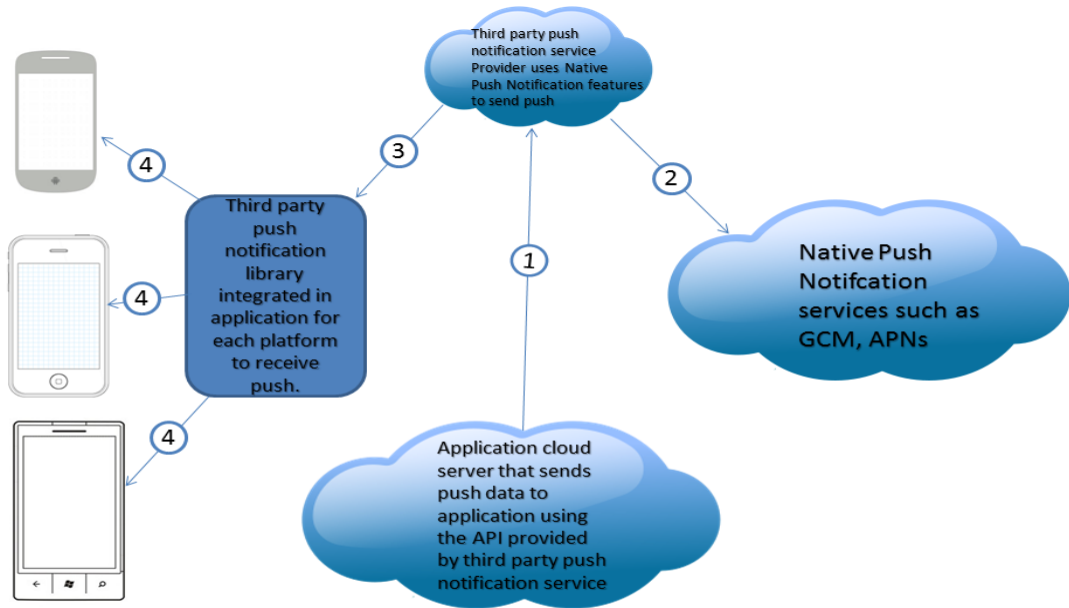 Third party push
notification service
Provider uses Native
Push Notification features
to send push
3
4
2
Third party
push
notification
library
integrated in
application for
each platform
to receive
push.
1
Native Push
Notifcation
services such as
GCM, APNs
4
4
Application cloud
server that sends
push data to
application using
the API provided
by third party push
notification service